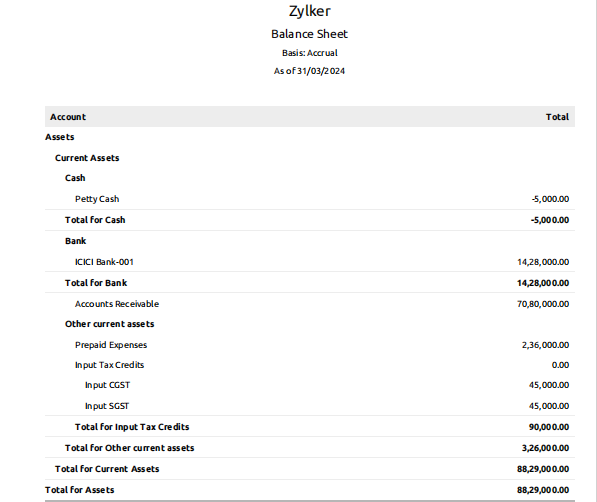 Zylker
Balance Sheet
Basis: Accrual
As of 31/03/2024
Account Total
Assets
Current Assets
Cash
Petty Cash -5,000.00
Total for Cash -5,000.00
Bank
ICICI Bank-001 14,28,000.00
Total for Bank 14,28,000.00
Accounts Receivable 70,80,000.00
Other current assets
Prepaid Expenses 2,36,000.00
Input Tax Credits 0.00
Input CGST 45,000.00
Input SGST 45,000.00
Total for Input Tax Credits 90,000.00
Total for Other current assets 3,26,000.00
Total for Current Assets 88,29,000.00
Total for Assets 88,29,000.00